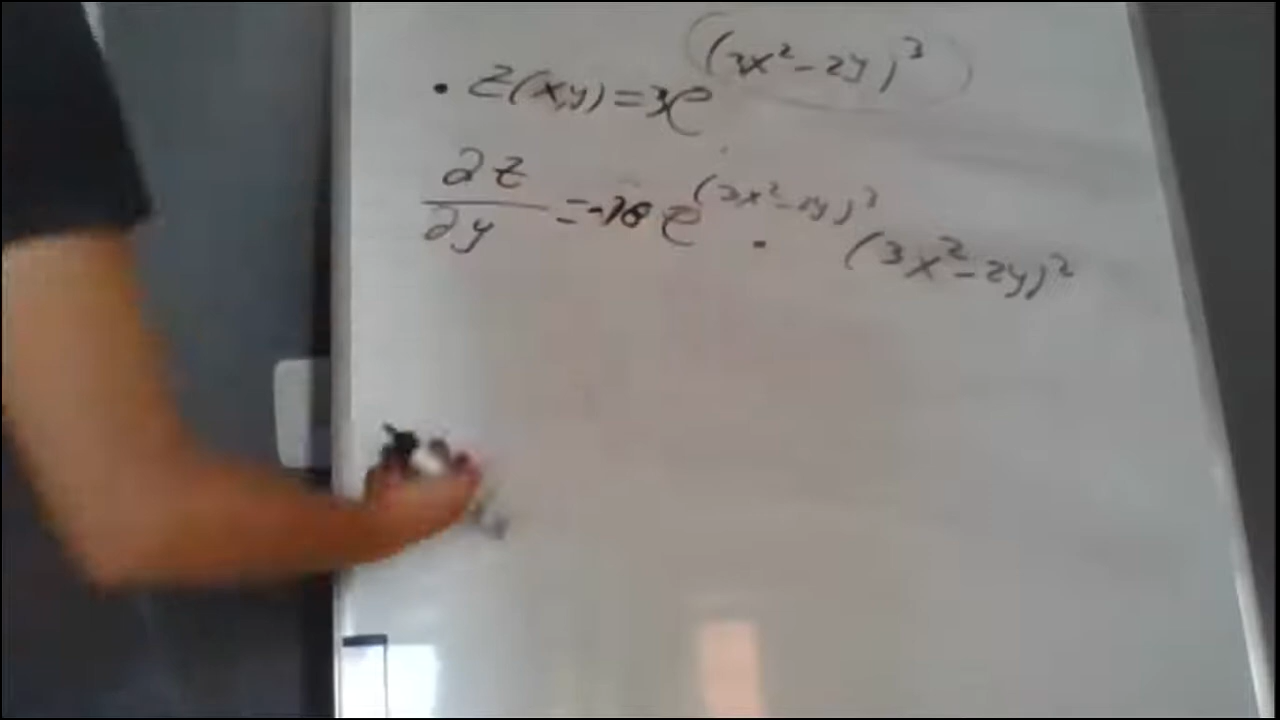 • z(x,y) = 3e^(3x²-2y)³
∂z/∂y = -18 e^(3x²-2y)³ · (3x²-2y)²